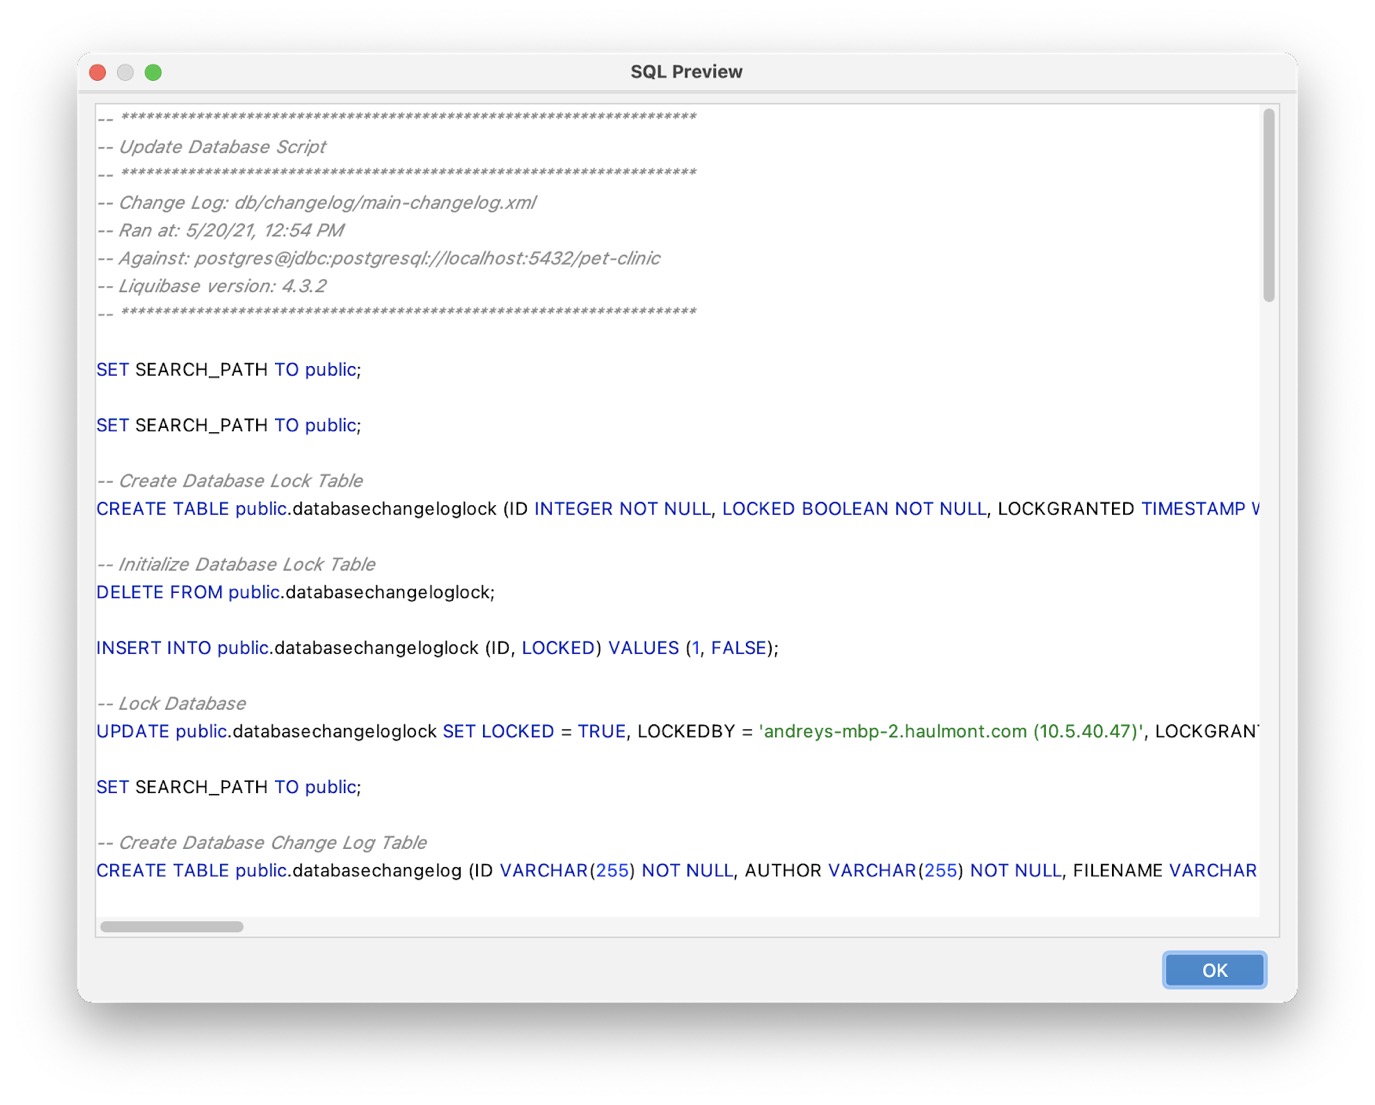 SQL Preview
-- *********************************************************************
-- Update Database Script
-- *********************************************************************
-- Change Log: db/changelog/main-changelog.xml
-- Ran at: 5/20/21, 12:54 PM
-- Against: postgres@jdbc:postgresql://localhost:5432/pet-clinic
-- Liquibase version: 4.3.2
-- *********************************************************************
SET SEARCH_PATH TO public;
SET SEARCH_PATH TO public;
-- Create Database Lock Table
CREATE TABLE public.databasechangeloglock (ID INTEGER NOT NULL, LOCKED BOOLEAN NOT NULL, LOCKGRANTED TIMESTAMP W
-- Initialize Database Lock Table
DELETE FROM public.databasechangeloglock;
INSERT INTO public.databasechangeloglock (ID, LOCKED) VALUES (1, FALSE);
-- Lock Database
UPDATE public.databasechangeloglock SET LOCKED = TRUE, LOCKEDBY = 'andreys-mbp-2.haulmont.com (10.5.40.47)', LOCKGRANT
SET SEARCH_PATH TO public;
-- Create Database Change Log Table
CREATE TABLE public.databasechangelog (ID VARCHAR(255) NOT NULL, AUTHOR VARCHAR(255) NOT NULL, FILENAME VARCHAR
OK